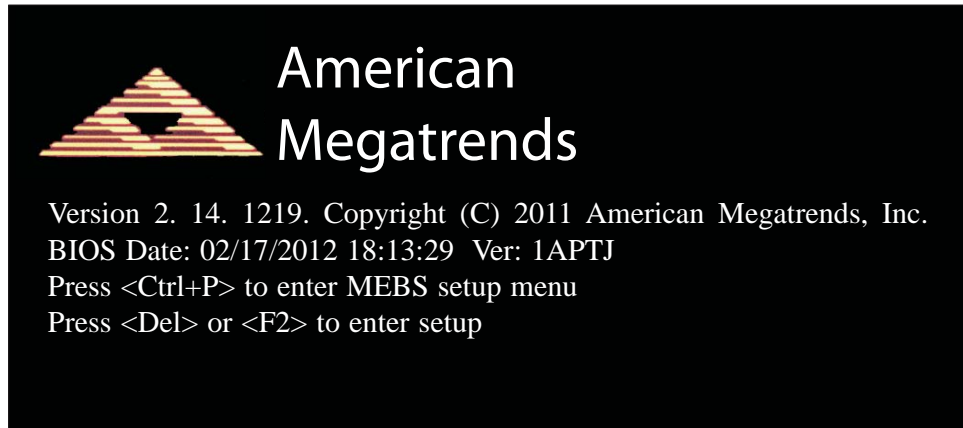 American
Megatrends
Version 2. 14. 1219. Copyright (C) 2011 American Megatrends, Inc.
BIOS Date: 02/17/2012 18:13:29 Ver: 1APTJ
Press <Ctrl+P> to enter MEBS setup menu
Press <Del> or <F2> to enter setup